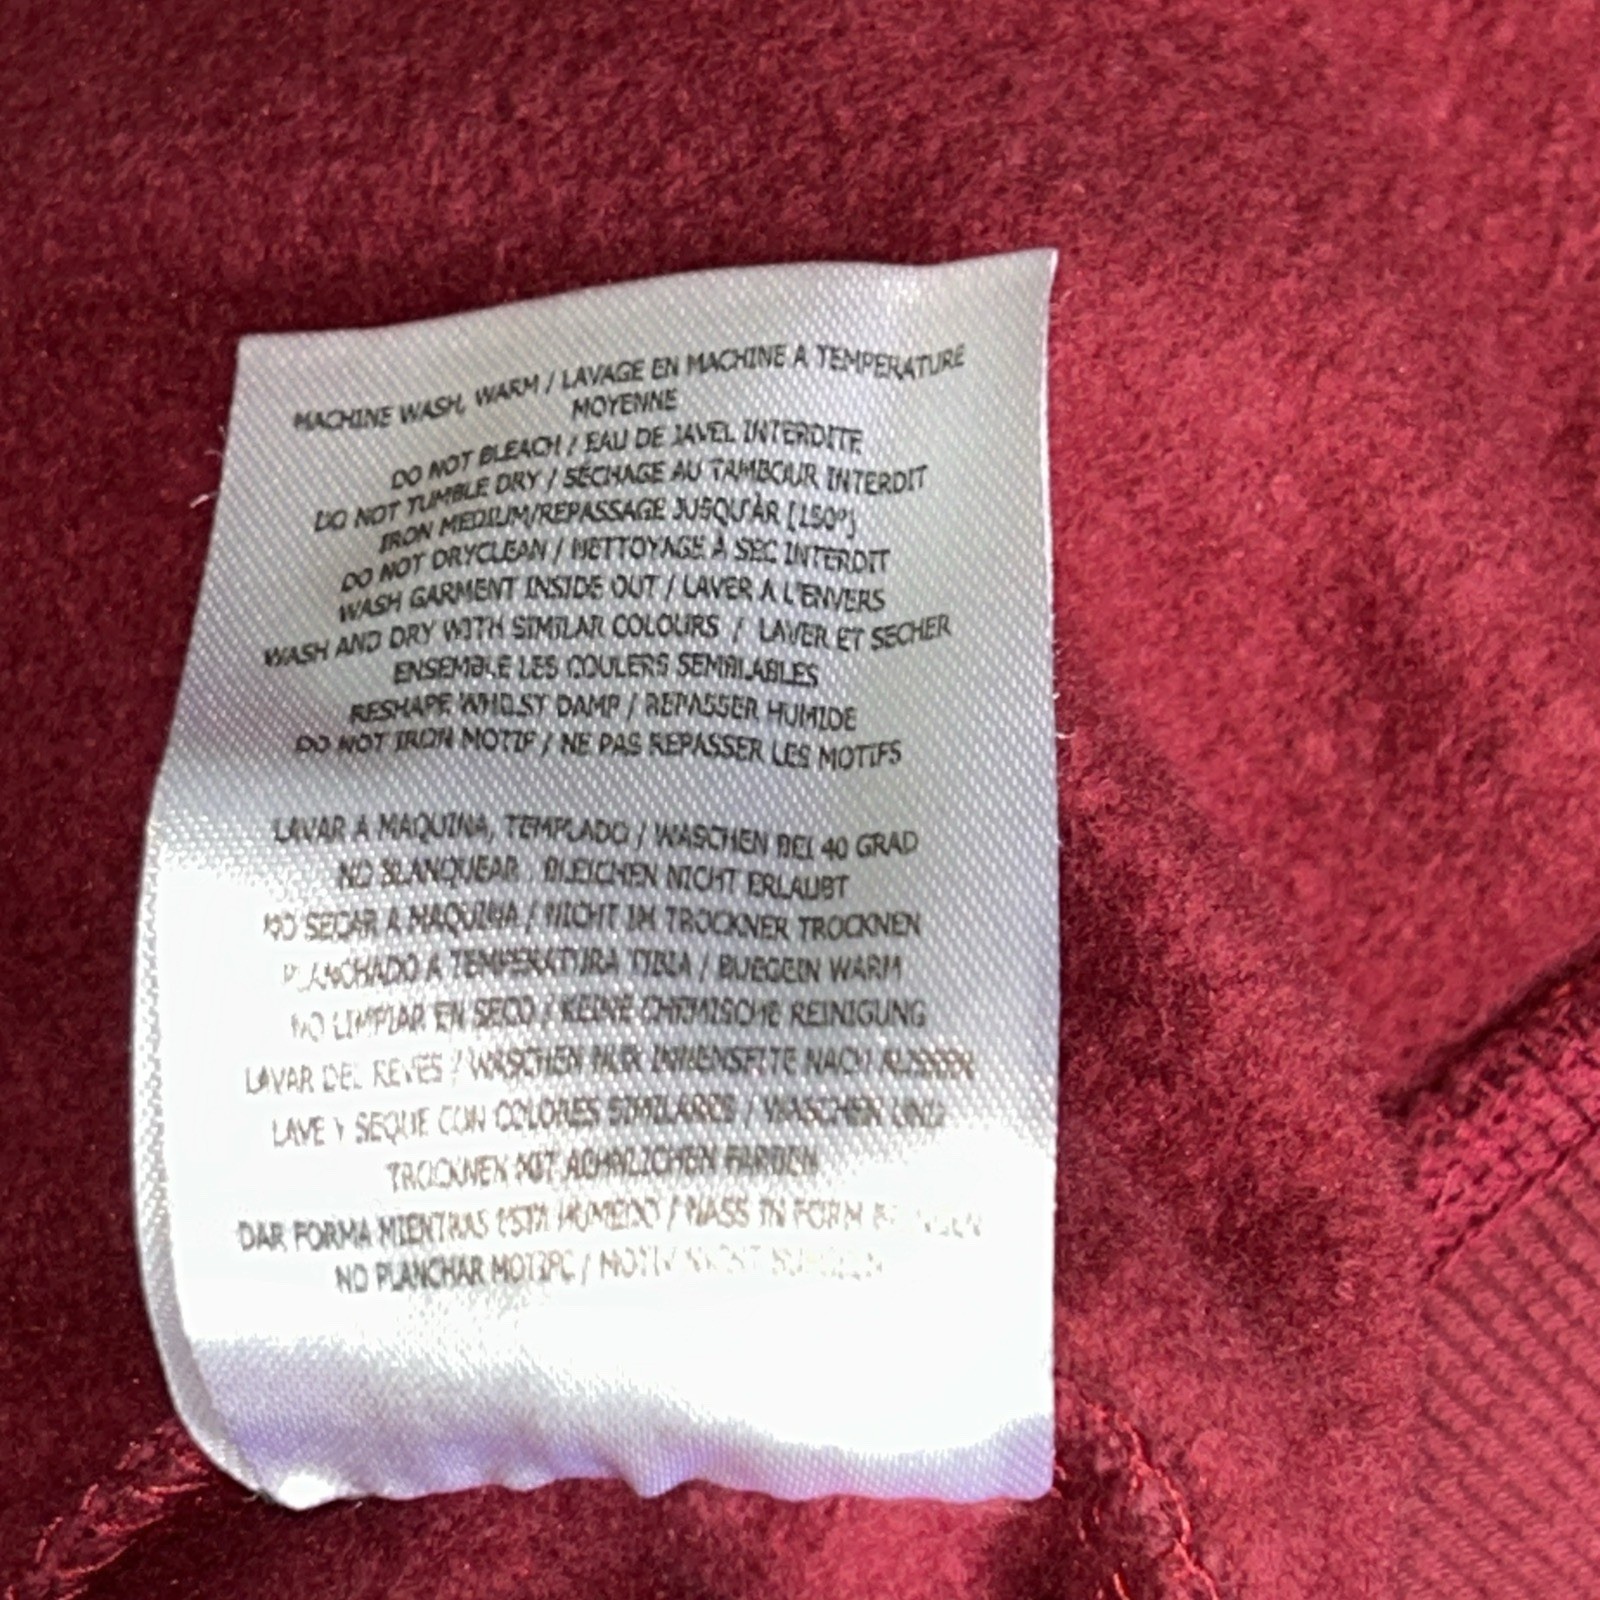 MACHINE WASH, WARM / LAVAGE EN MACHINE A TEMPERATURE
MOYENNE
DO NOT BLEACH / EAU DE JAVEL INTERDITE
DO NOT TUMBLE DRY / SÉCHAGE AU TAMBOUR INTERDIT
IRON MEDIUM/REPASSAGE JUSQU'ÀR [150°]
DO NOT DRYCLEAN / NETTOYAGE À SEC INTERDIT
WASH GARMENT INSIDE OUT / LAVER A L'ENVERS
WASH AND DRY WITH SIMILAR COLOURS / LAVER ET SECHER
ENSEMBLE LES COULERS SEMBLABLES
RESHAPE WHILST DAMP / REPASSER HUMIDE
DO NOT IRON MOTIF / NE PAS REPASSER LES MOTIFS
LAVAR A MAQUINA, TEMPLADO / WASCHEN BEI 40 GRAD
NO BLANQUEAR BLEICHEN NICHT ERLAUBT
NO SECAR A MAQUINA / NICHT IM TROCKNER TROCKNEN
PLANCHADO A TEMPERATURA TIBIA / BUEGEIN WARM
NO LIMPIAR EN SECO / KEINE CHEMISCHE REINIGUNG
LAVAR DEL REVES / WASCHEN NUR INNENSEITE NACH AUSSEN
LAVE Y SEQUE CON COLORES SIMILARES / WASCHEN UND
TROCKNEN MIT AEHNLICHEN FARBEN
DAR FORMA MIENTRAS ESTA HUMEDO / NASS IN FORM
NO PLANCHAR MOTIFC /